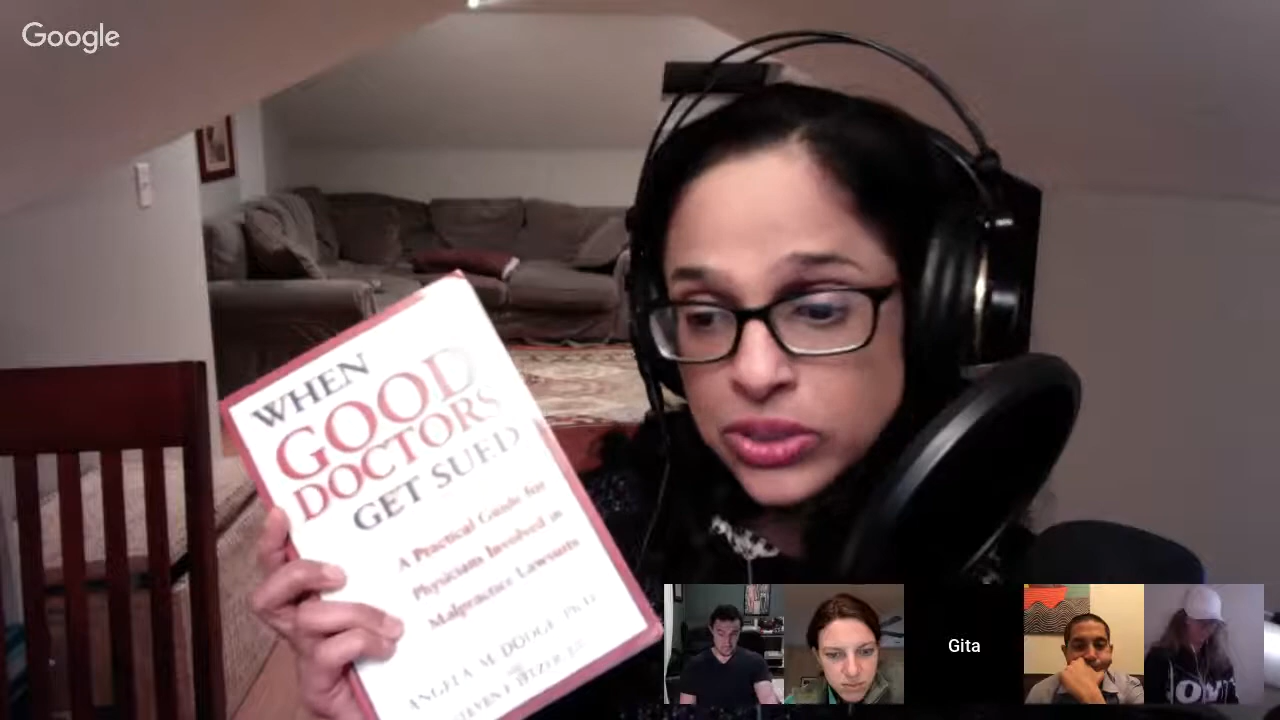 Google
WHEN
GOOD
DOCTORS
GET SUED
A Practical Guide for
Physicians Involved in
Malpractice Lawsuits
ANGELA M. DODGE, PH.D.
Gita